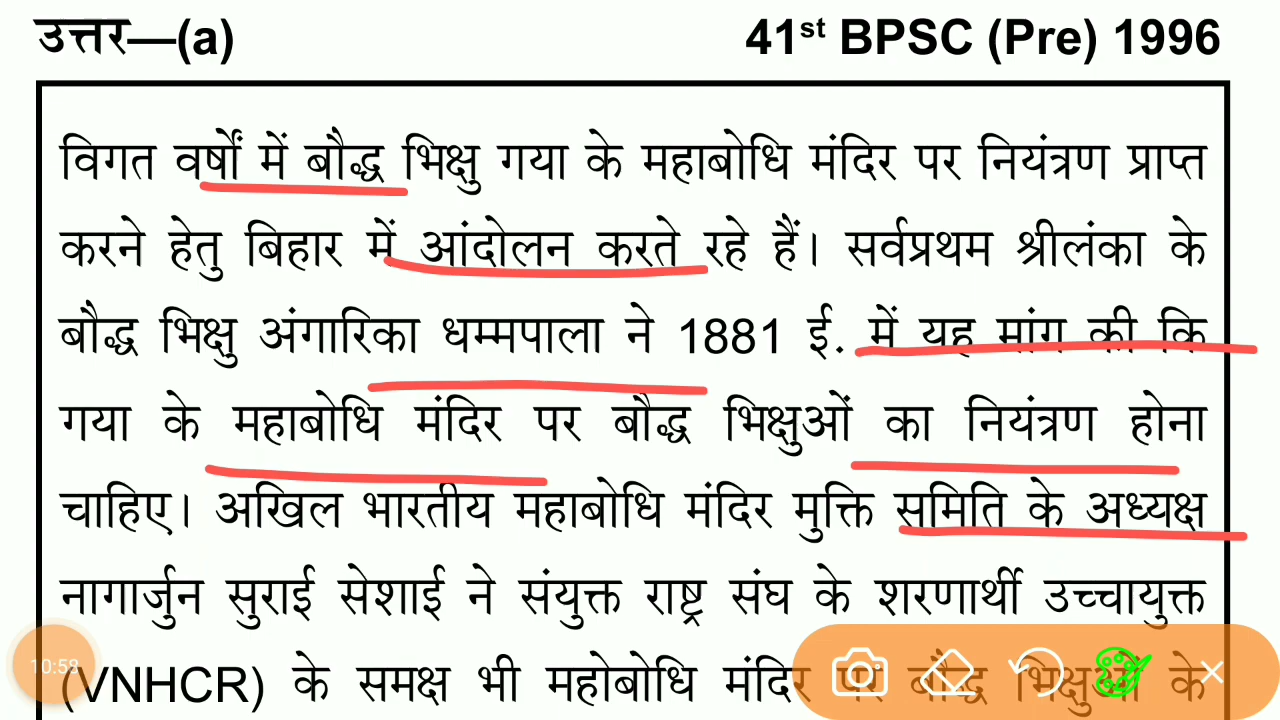 उत्तर—(a) 41st BPSC (Pre) 1996
विगत वर्षों में बौद्ध भिक्षु गया के महाबोधि मंदिर पर नियंत्रण प्राप्त
करने हेतु बिहार में आंदोलन करते रहे हैं। सर्वप्रथम श्रीलंका के
बौद्ध भिक्षु अंगारिका धम्मपाला ने 1881 ई. में यह मांग की कि
गया के महाबोधि मंदिर पर बौद्ध भिक्षुओं का नियंत्रण होना
चाहिए। अखिल भारतीय महाबोधि मंदिर मुक्ति समिति के अध्यक्ष
नागार्जुन सुराई सेशाई ने संयुक्त राष्ट्र संघ के शरणार्थी उच्चायुक्त
(VNHCR) के समक्ष भी महोबोधि मंदिर पर बौद्ध भिक्षुओं के
10:58